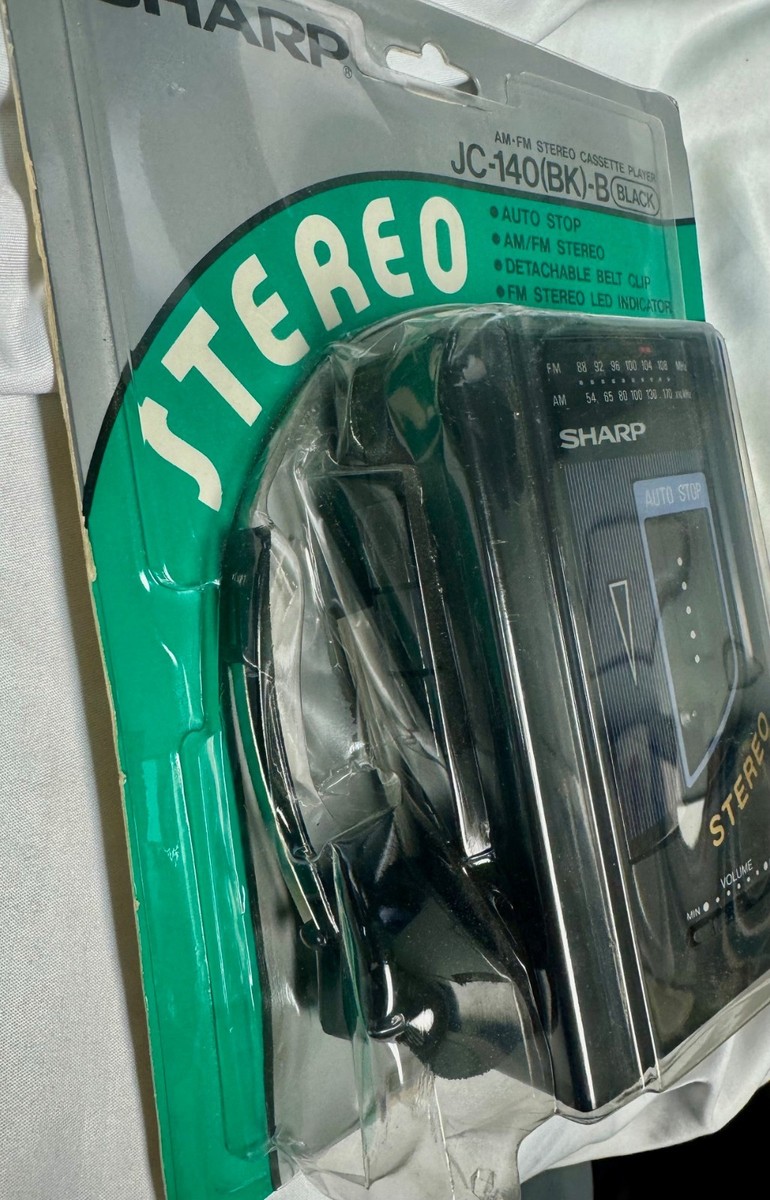 SHARP®
AM·FM STEREO CASSETTE PLAYER
JC-140(BK)-B BLACK
STEREO
•AUTO STOP
•AM/FM STEREO
•DETACHABLE BELT CLIP
•FM STEREO LED INDICATOR
FM 88 92 96 100 104 108 MHz
AM 54 65 80 100 130 170
SHARP
AUTO STOP
STEREO
VOLUME
MIN